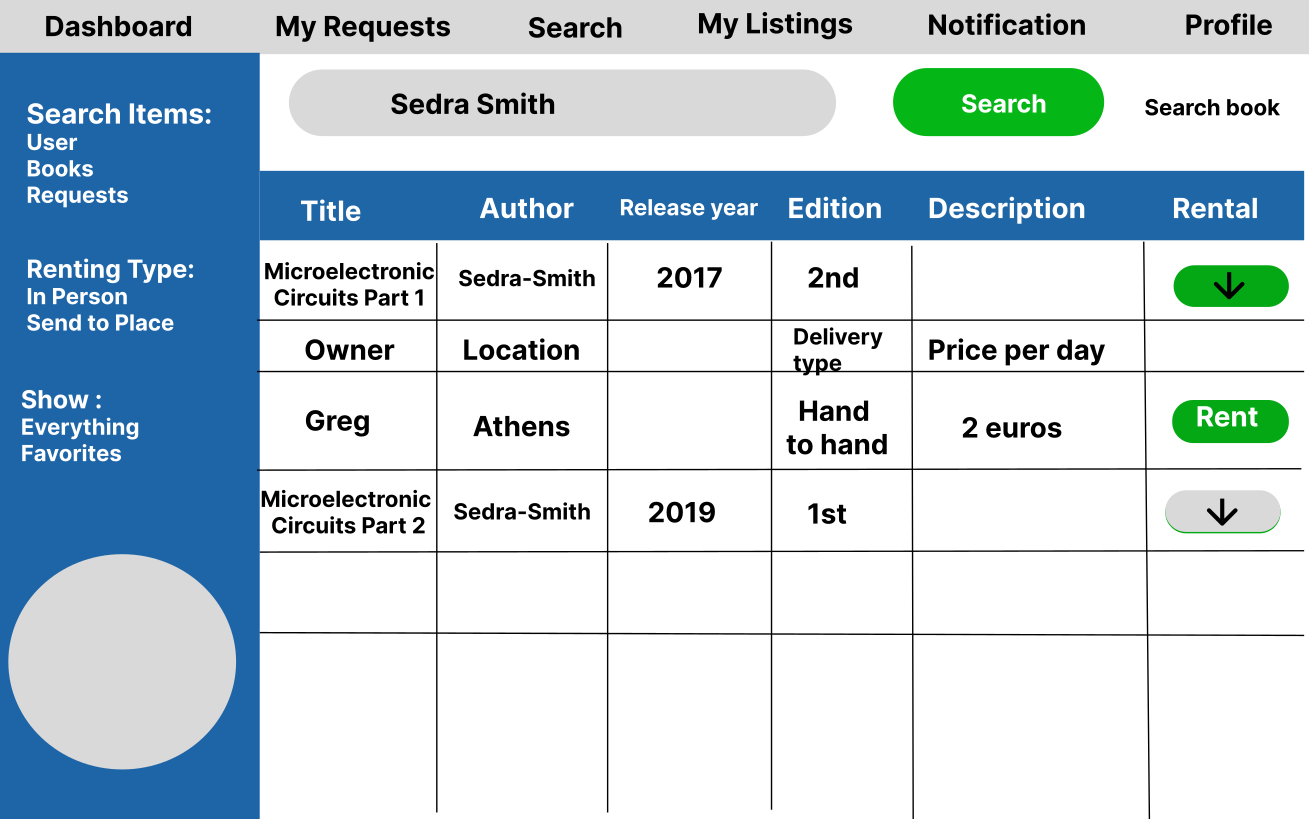 Dashboard My Requests Search My Listings Notification Profile
Search Items:
User
Books
Requests
Renting Type:
In Person
Send to Place
Show :
Everything
Favorites
Sedra Smith Search Search book
Title Author Release year Edition Description Rental
Microelectronic
Circuits Part 1
Sedra-Smith 2017 2nd
Owner Location
Delivery
type
Price per day
Greg Athens
Hand
to hand
2 euros Rent
Microelectronic
Circuits Part 2
Sedra-Smith 2019 1st